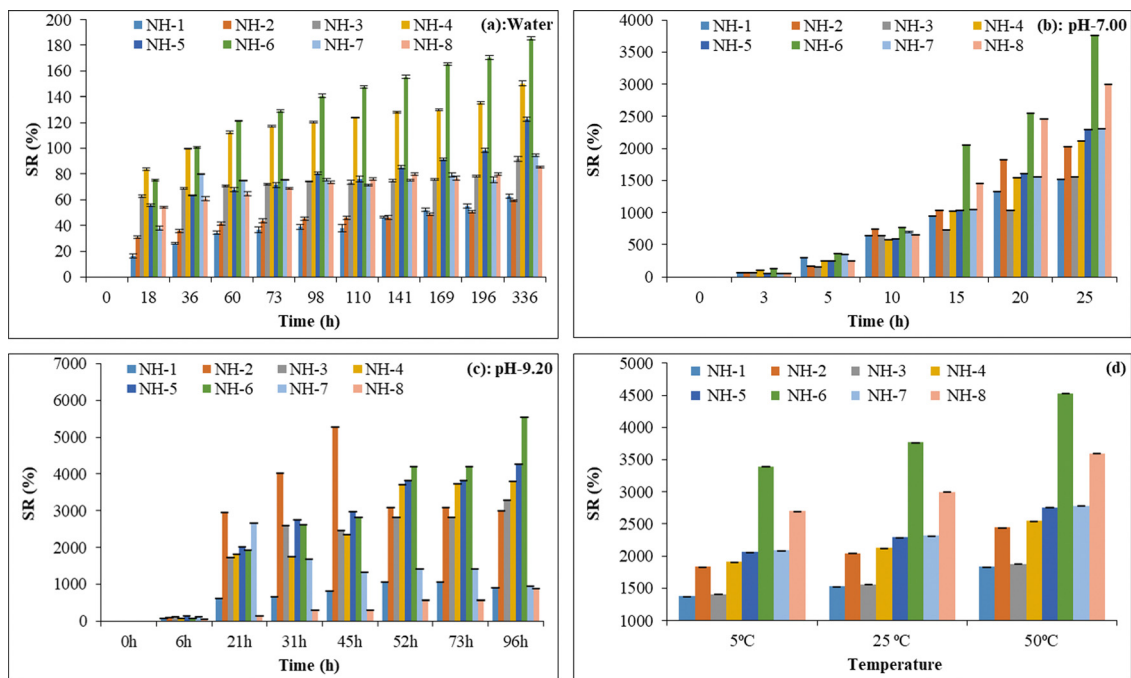 (a):Water
NH-1 NH-2 NH-3 NH-4
NH-5 NH-6 NH-7 NH-8
SR (%)
200
180
160
140
120
100
80
60
40
20
0
0 18 36 60 73 98 110 141 169 196 336
Time (h)
(b): pH-7.00
NH-1 NH-2 NH-3 NH-4
NH-5 NH-6 NH-7 NH-8
SR (%)
4000
3500
3000
2500
2000
1500
1000
500
0
0 3 5 10 15 20 25
Time (h)
(c): pH-9.20
NH-1 NH-2 NH-3 NH-4
NH-5 NH-6 NH-7 NH-8
SR (%)
7000
6000
5000
4000
3000
2000
1000
0
0h 6h 21h 31h 45h 52h 73h 96h
Time (h)
(d)
NH-1 NH-2 NH-3 NH-4
NH-5 NH-6 NH-7 NH-8
SR (%)
5000
4500
4000
3500
3000
2500
2000
1500
1000
5ºC 25 ºC 50ºC
Temperature